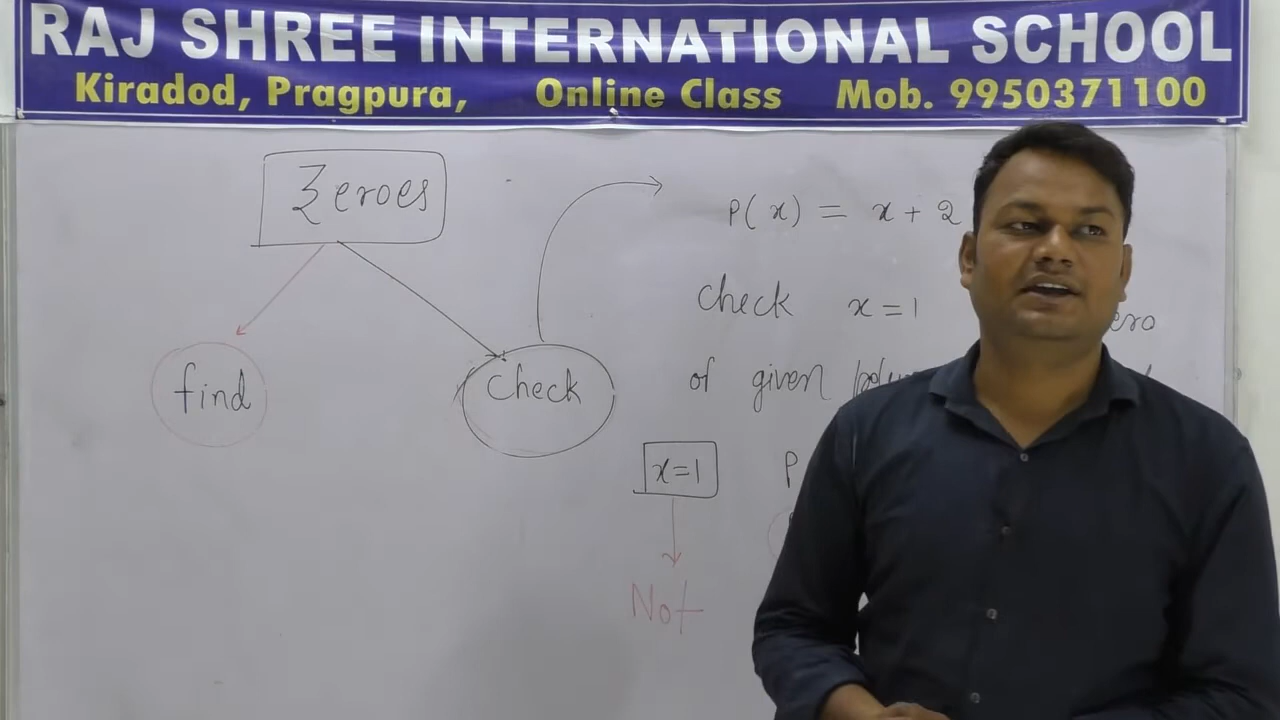 RAJ SHREE INTERNATIONAL SCHOOL
Kiradod, Pragpura, Online Class Mob. 9950371100
Zeroes
P(x) = x + 2
check x = 1
of given
find
check
x=1
P
Not